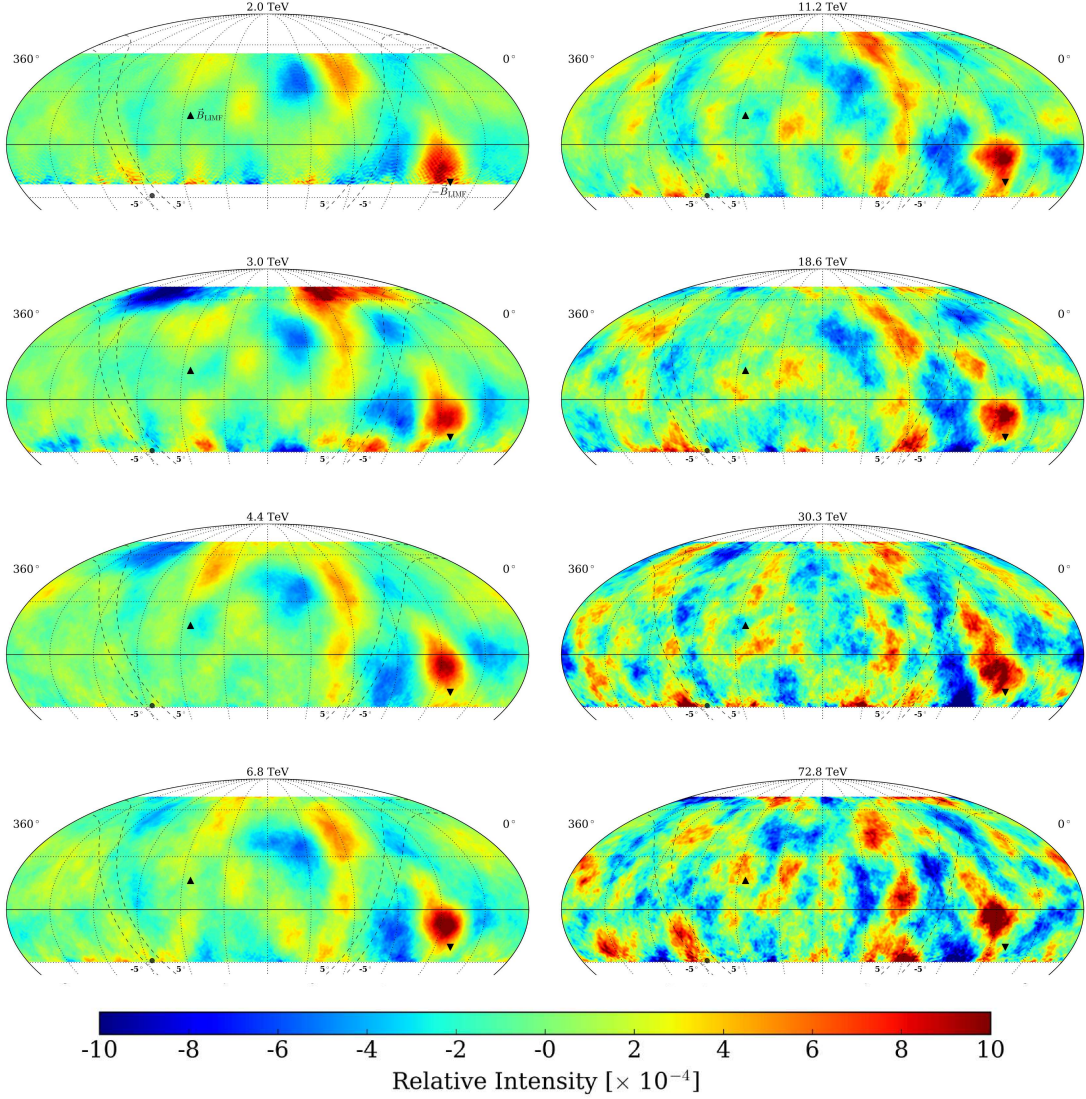 2.0 TeV
360° 0°
▲ B⃗_LIMF
−B⃗_LIMF
-5° 5° 5° -5°
11.2 TeV
360° 0°
-5° 5° 5° -5°
3.0 TeV
360° 0°
-5° 5° 5° -5°
18.6 TeV
360° 0°
-5° 5° 5° -5°
4.4 TeV
360° 0°
-5° 5° 5° -5°
30.3 TeV
360° 0°
-5° 5° 5° -5°
6.8 TeV
360° 0°
-5° 5° 5° -5°
72.8 TeV
360° 0°
-5° 5° 5° -5°
-10 -8 -6 -4 -2 -0 2 4 6 8 10
Relative Intensity [× 10⁻⁴]